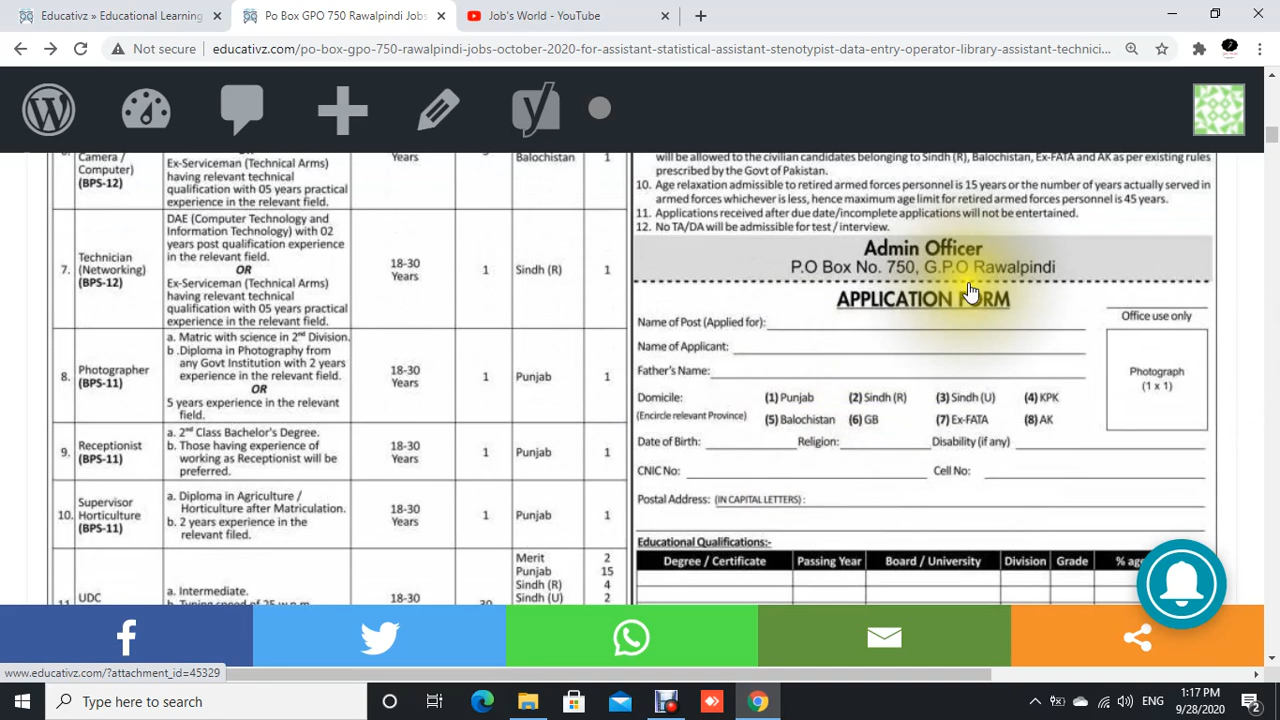 Educativz » Educational Learning
Po Box GPO 750 Rawalpindi Jobs
Job's World - YouTube
Not secure
educativz.com/po-box-gpo-750-rawalpindi-jobs-october-2020-for-assistant-statistical-assistant-stenotypist-data-entry-operator-library-assistant-technici...
Camera /
Computer)
(BPS-12)
Ex-Serviceman (Technical Arms)
having relevant technical
qualification with 05 years practical
experience in the relevant field.
Years
Balochistan
1
7.
Technician
(Networking)
(BPS-12)
DAE (Computer Technology and
Information Technology) with 02
years post qualification experience
in the relevant field.
OR
Ex-Serviceman (Technical Arms)
having relevant technical
qualification with 05 years practical
experience in the relevant field.
18-30
Years
1
Sindh (R)
1
8.
Photographer
(BPS-11)
a. Matric with science in 2nd Division.
b .Diploma in Photography from
any Govt Institution with 2 years
experience in the relevant field.
OR
5 years experience in the relevant
field.
18-30
Years
1
Punjab
1
9.
Receptionist
(BPS-11)
a. 2nd Class Bachelor's Degree.
b. Those having experience of
working as Receptionist will be
preferred.
18-30
Years
1
Punjab
1
10.
Supervisor
Horticulture
(BPS-11)
a. Diploma in Agriculture /
Horticulture after Matriculation.
b. 2 years experience in the
relevant filed.
18-30
Years
1
Punjab
1
UDC
a. Intermediate.
18-30
Merit 2
Punjab 15
Sindh (R) 4
Sindh (U) 2
will be allowed to the civilian candidates belonging to Sindh (R), Balochistan, Ex-FATA and AK as per existing rules
prescribed by the Govt of Pakistan.
10. Age relaxation admissible to retired armed forces personnel is 15 years or the number of years actually served in
armed forces whichever is less, hence maximum age limit for retired armed forces personnel is 45 years.
11. Applications received after due date/incomplete applications will not be entertained.
12. No TA/DA will be admissible for test / interview.
Admin Officer
P.O Box No. 750, G.P.O Rawalpindi
APPLICATION FORM
Office use only
Name of Post (Applied for):
Name of Applicant:
Father's Name:
Photograph
(1 x 1)
Domicile: (1) Punjab (2) Sindh (R) (3) Sindh (U) (4) KPK
(Encircle relevant Province) (5) Balochistan (6) GB (7) Ex-FATA (8) AK
Date of Birth: Religion: Disability (if any)
CNIC No: Cell No:
Postal Address: (IN CAPITAL LETTERS) :
Educational Qualifications:-
Degree / Certificate Passing Year Board / University Division Grade % ag
www.educativz.com/?attachment_id=45329
Type here to search
ENG
1:17 PM
9/28/2020
2